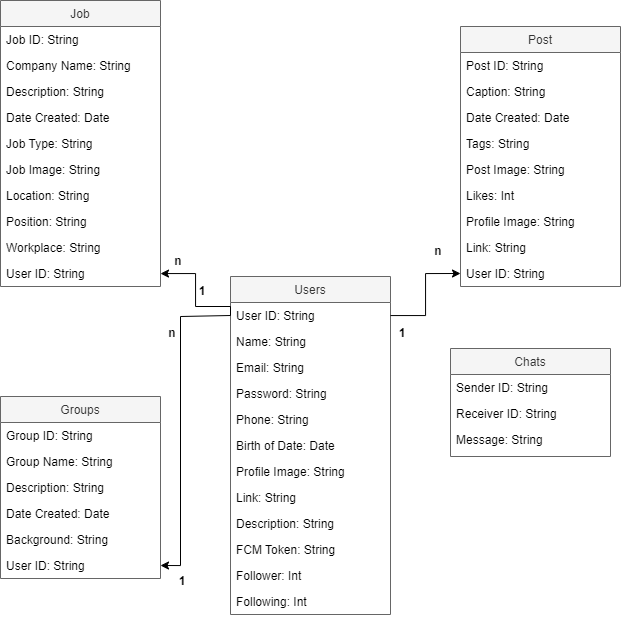 Job
Job ID: String
Company Name: String
Description: String
Date Created: Date
Job Type: String
Job Image: String
Location: String
Position: String
Workplace: String
User ID: String
Post
Post ID: String
Caption: String
Date Created: Date
Tags: String
Post Image: String
Likes: Int
Profile Image: String
Link: String
User ID: String
n
1
n
n
1
Users
User ID: String
Name: String
Email: String
Password: String
Phone: String
Birth of Date: Date
Profile Image: String
Link: String
Description: String
FCM Token: String
Follower: Int
Following: Int
Chats
Sender ID: String
Receiver ID: String
Message: String
Groups
Group ID: String
Group Name: String
Description: String
Date Created: Date
Background: String
User ID: String
1